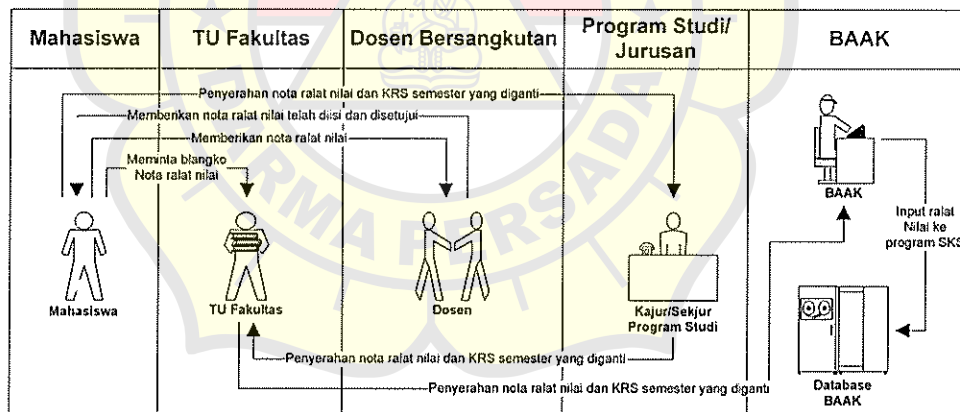 Mahasiswa
TU Fakultas
Dosen Bersangkutan
Program Studi/
Jurusan
BAAK
Penyerahan nota ralat nilai dan KRS semester yang diganti
Memberikan nota ralat nilai telah diisi dan disetujui
Memberikan nota ralat nilai
Meminta blangko
Nota ralat nilai
BAAK
Input ralat
Nilai ke
program SKS
Mahasiswa
TU Fakultas
Dosen
Kajur/Sekjur
Program Studi
Database
BAAK
Penyerahan nota ralat nilai dan KRS semester yang diganti
Penyerahan nota ralat nilai dan KRS semester yang diganti
DARMA PERSADA